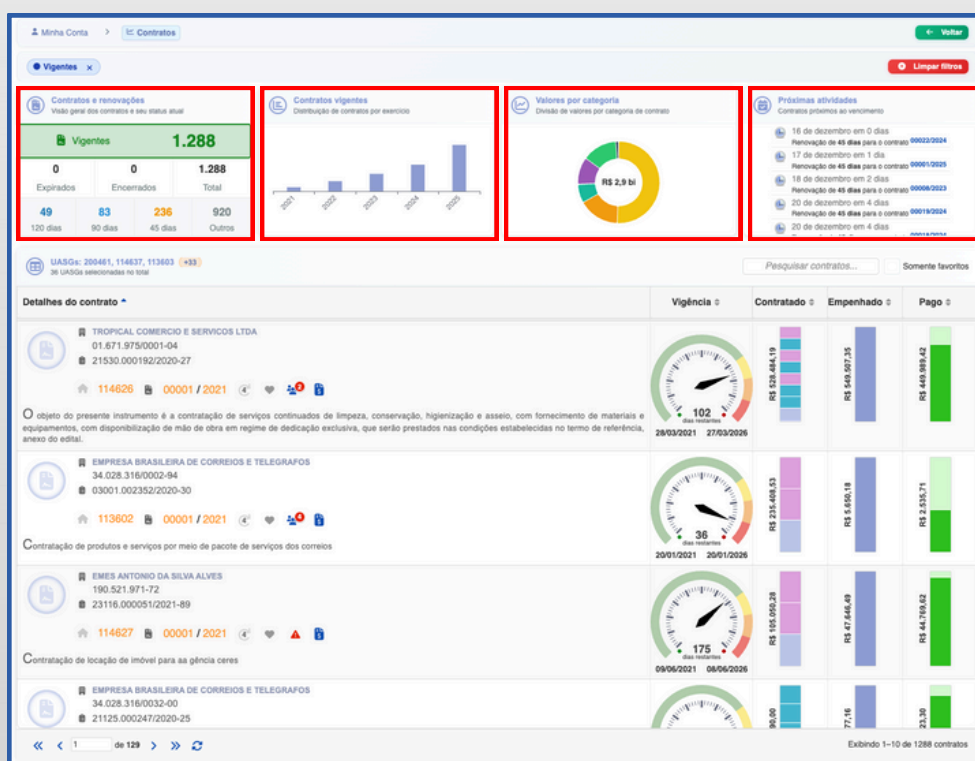 Minha Conta > Contratos
Voltar
Vigentes x
Limpar filtros
Contratos e renovações
Visão geral dos contratos e seu status atual
Vigentes 1.288
0 0 1.288
Expirados Encerrados Total
49 83 236 920
120 dias 90 dias 45 dias Outros
Contratos vigentes
Distribuição de contratos por exercício
2021 2022 2023 2024 2025
Valores por categoria
Divisão de valores por categoria de contrato
R$ 2,9 bi
Próximas atividades
Contratos próximos ao vencimento
16 de dezembro em 0 dias
Renovação de 45 dias para o contrato 00022/2024
17 de dezembro em 1 dia
Renovação de 45 dias para o contrato 00001/2025
18 de dezembro em 2 dias
Renovação de 45 dias para o contrato 00008/2023
20 de dezembro em 4 dias
Renovação de 45 dias para o contrato 00019/2024
20 de dezembro em 4 dias
UASGs: 200461, 114637, 113603 +33
36 UASGs selecionadas no total
Pesquisar contratos...
Somente favoritos
Detalhes do contrato Vigência Contratado Empenhado Pago
TROPICAL COMERCIO E SERVICOS LTDA
01.671.975/0001-04
21530.000192/2020-27
114626 00001 / 2021 4º 2
O objeto do presente instrumento é a contratação de serviços continuados de limpeza, conservação, higienização e asseio, com fornecimento de materiais e
equipamentos, com disponibilização de mão de obra em regime de dedicação exclusiva, que serão prestados nas condições estabelecidas no termo de referência,
anexo do edital.
102
dias restantes
28/03/2021 27/03/2026
R$ 528.484,19
R$ 549.507,35
R$ 449.989,42
EMPRESA BRASILEIRA DE CORREIOS E TELEGRAFOS
34.028.316/0002-94
03001.002352/2020-30
113602 00001 / 2021 4º 4
Contratação de produtos e serviços por meio de pacote de serviços dos correios
36
dias restantes
20/01/2021 20/01/2026
R$ 235.408,53
R$ 5.650,18
R$ 2.535,71
EMES ANTONIO DA SILVA ALVES
190.521.971-72
23116.000051/2021-89
114627 00001 / 2021 4º
Contratação de locação de imóvel para aa gência ceres
175
dias restantes
09/06/2021 08/06/2026
R$ 105.050,28
R$ 47.646,49
R$ 44.769,62
EMPRESA BRASILEIRA DE CORREIOS E TELEGRAFOS
34.028.316/0032-00
21125.000247/2020-25
90,00
77,16
23,30
1 de 129
Exibindo 1–10 de 1288 contratos